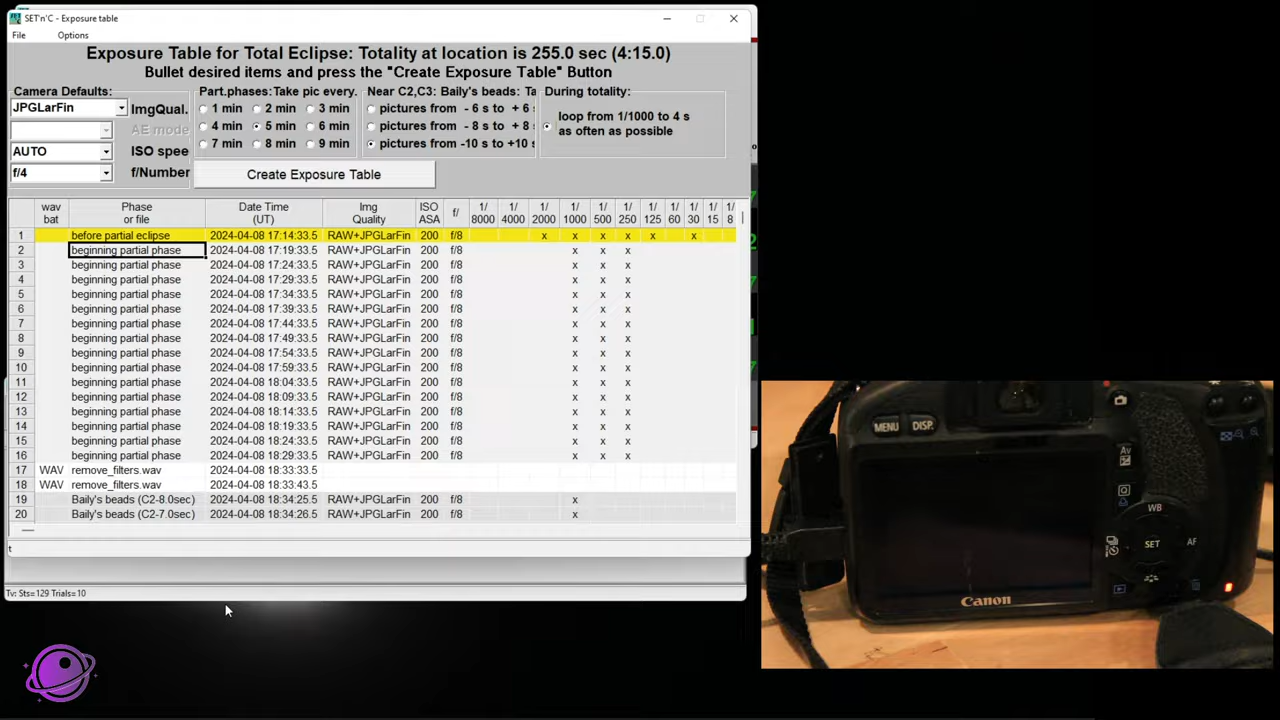 SET'n'C - Exposure table
File Options
Exposure Table for Total Eclipse: Totality at location is 255.0 sec (4:15.0)
Bullet desired items and press the "Create Exposure Table" Button
Camera Defaults: Part.phases:Take pic every. Near C2,C3: Baily's beads: Ta During totality:
JPGLarFin ImgQual. 1 min 2 min 3 min pictures from - 6 s to + 6 s loop from 1/1000 to 4 s
AE mode 4 min 5 min 6 min pictures from - 8 s to + 8 s as often as possible
AUTO ISO spee 7 min 8 min 9 min pictures from -10 s to +10 s
f/4 f/Number Create Exposure Table
wav Phase Date Time Img ISO f/ 1/ 1/ 1/ 1/ 1/ 1/ 1/ 1/ 1/ 1/ 1/
bat or file (UT) Quality ASA 8000 4000 2000 1000 500 250 125 60 30 15 8
1 before partial eclipse 2024-04-08 17:14:33.5 RAW+JPGLarFin 200 f/8 x x x x x x
2 beginning partial phase 2024-04-08 17:19:33.5 RAW+JPGLarFin 200 f/8 x x x
3 beginning partial phase 2024-04-08 17:24:33.5 RAW+JPGLarFin 200 f/8 x x x
4 beginning partial phase 2024-04-08 17:29:33.5 RAW+JPGLarFin 200 f/8 x x x
5 beginning partial phase 2024-04-08 17:34:33.5 RAW+JPGLarFin 200 f/8 x x x
6 beginning partial phase 2024-04-08 17:39:33.5 RAW+JPGLarFin 200 f/8 x x x
7 beginning partial phase 2024-04-08 17:44:33.5 RAW+JPGLarFin 200 f/8 x x x
8 beginning partial phase 2024-04-08 17:49:33.5 RAW+JPGLarFin 200 f/8 x x x
9 beginning partial phase 2024-04-08 17:54:33.5 RAW+JPGLarFin 200 f/8 x x x
10 beginning partial phase 2024-04-08 17:59:33.5 RAW+JPGLarFin 200 f/8 x x x
11 beginning partial phase 2024-04-08 18:04:33.5 RAW+JPGLarFin 200 f/8 x x x
12 beginning partial phase 2024-04-08 18:09:33.5 RAW+JPGLarFin 200 f/8 x x x
13 beginning partial phase 2024-04-08 18:14:33.5 RAW+JPGLarFin 200 f/8 x x x
14 beginning partial phase 2024-04-08 18:19:33.5 RAW+JPGLarFin 200 f/8 x x x
15 beginning partial phase 2024-04-08 18:24:33.5 RAW+JPGLarFin 200 f/8 x x x
16 beginning partial phase 2024-04-08 18:29:33.5 RAW+JPGLarFin 200 f/8 x x x
17 WAV remove_filters.wav 2024-04-08 18:33:33.5
18 WAV remove_filters.wav 2024-04-08 18:33:43.5
19 Baily's beads (C2-8.0sec) 2024-04-08 18:34:25.5 RAW+JPGLarFin 200 f/8 x
20 Baily's beads (C2-7.0sec) 2024-04-08 18:34:26.5 RAW+JPGLarFin 200 f/8 x
t
Tv: Sts=129 Trials=10
MENU DISP.
Av
WB
SET AF
Canon